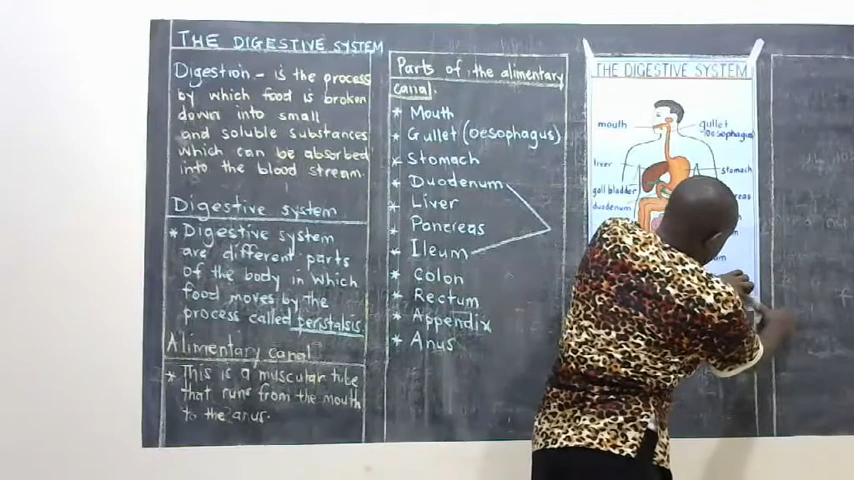 THE DIGESTIVE SYSTEM
Digestion - is the process
by which food is broken
down into small
and soluble substances
which can be absorbed
into the blood stream.
Digestive system
* Digestive system
are different parts
of the body in which
food moves by the
process called peristalsis.
Alimentary canal
* This is a muscular tube
that runs from the mouth
to the anus.
Parts of the alimentary
canal
* Mouth
* Gullet (Oesophagus)
* Stomach
* Duodenum
* Liver
* Pancreas
* Ileum
* Colon
* Rectum
* Appendix
* Anus
THE DIGESTIVE SYSTEM
mouth
gullet
(oesophagus)
liver
stomach
gall bladder
duodenum